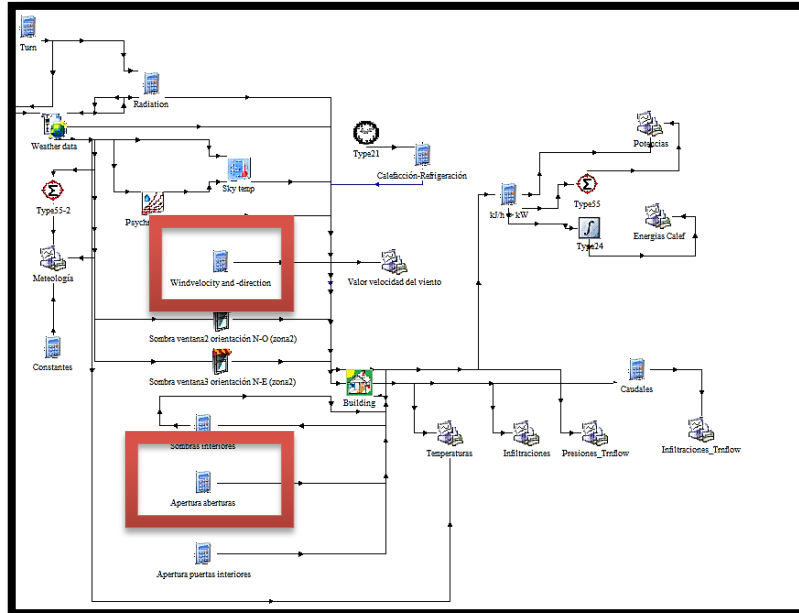 Turn
Radiation
Weather data
Type21
Potencias
Calefacción-Refrigeración
Sky temp
Type55-2
kJ/h - kW
Type55
Energías Calef
Type24
Windvelocity and -direction
Valor velocidad del viento
Meteología
Sombra ventana2 orientación N-O (zona2)
Constantes
Sombra ventana3 orientación N-E (zona2)
Building
Caudales
Sombras interiores
Temperaturas
Infiltraciones
Presiones_Trnflow
Infiltraciones_Trnflow
Apertura aberturas
Apertura puertas interiores